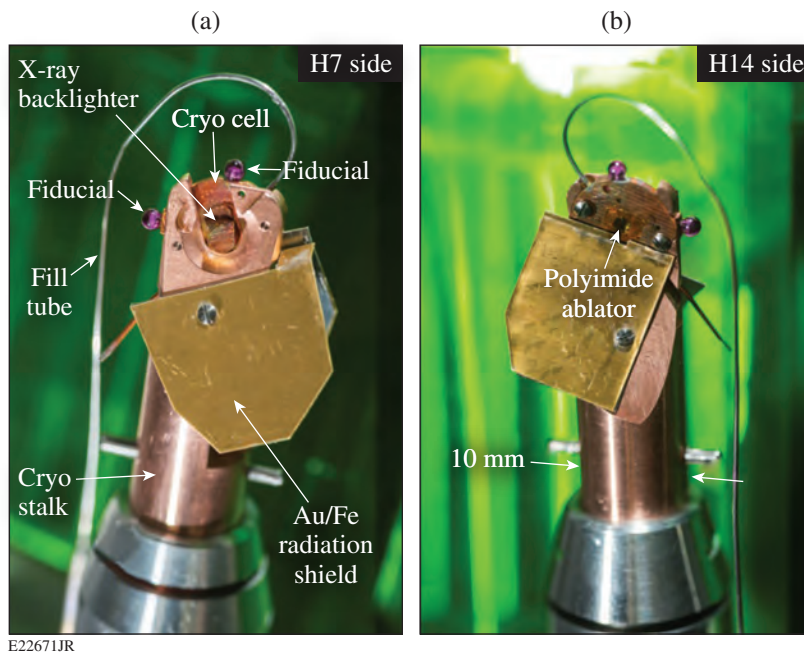 (a)
(b)
H7 side
H14 side
X-ray
backlighter
Cryo cell
Fiducial
Fiducial
Fill
tube
Polyimide
ablator
Cryo
stalk
10 mm
Au/Fe
radiation
shield
E22671JR